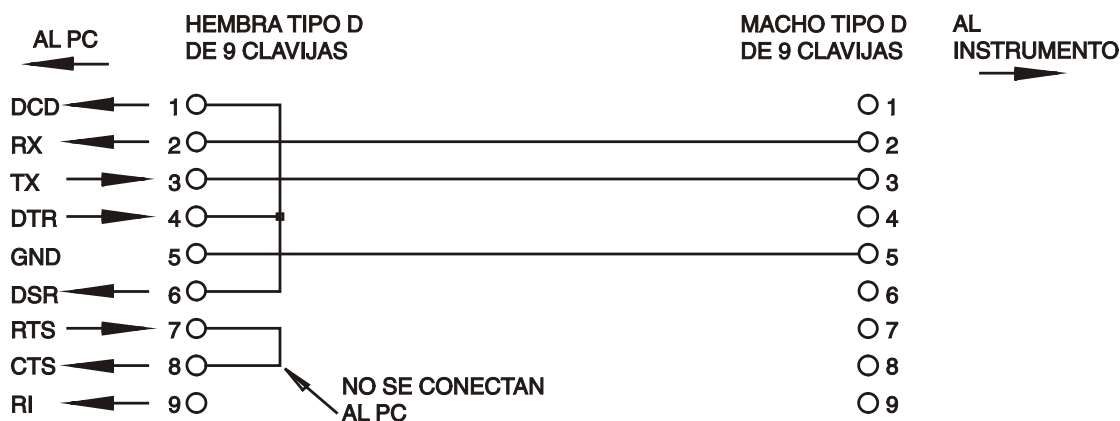 AL PC
HEMBRA TIPO D
DE 9 CLAVIJAS
MACHO TIPO D
DE 9 CLAVIJAS
AL
INSTRUMENTO
DCD 1 1
RX 2 2
TX 3 3
DTR 4 4
GND 5 5
DSR 6 6
RTS 7 7
CTS 8 8
NO SE CONECTAN
AL PC
RI 9 9